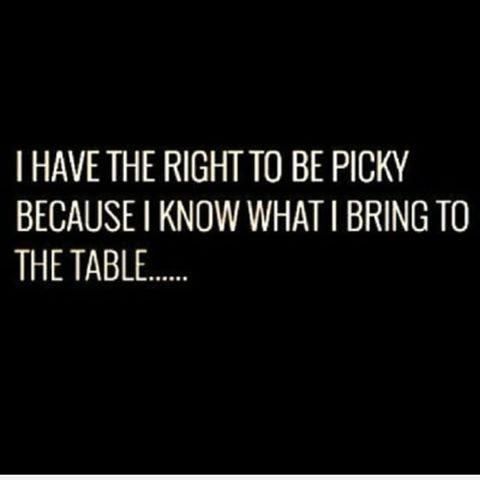 I HAVE THE RIGHT TO BE PICKY
BECAUSE I KNOW WHAT I BRING TO
THE TABLE......